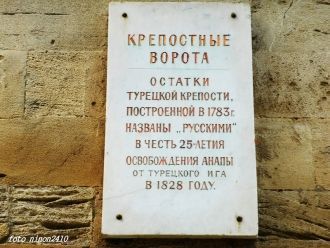 КРЕПОСТНЫЕ
ВОРОТА
ОСТАТКИ
ТУРЕЦКОЙ КРЕПОСТИ,
ПОСТРОЕННОЙ В 1783 г.
НАЗВАНЫ „РУССКИМИ"
В ЧЕСТЬ 25-ЛЕТИЯ
ОСВОБОЖДЕНИЯ АНАПЫ
ОТ ТУРЕЦКОГО ИГА
В 1828 ГОДУ.
foto nipon2410